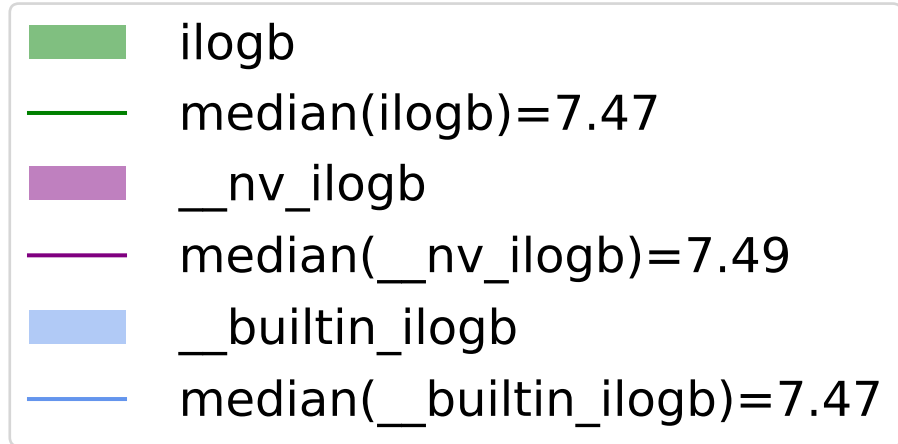 ilogb
median(ilogb)=7.47
__nv_ilogb
median(__nv_ilogb)=7.49
__builtin_ilogb
median(__builtin_ilogb)=7.47